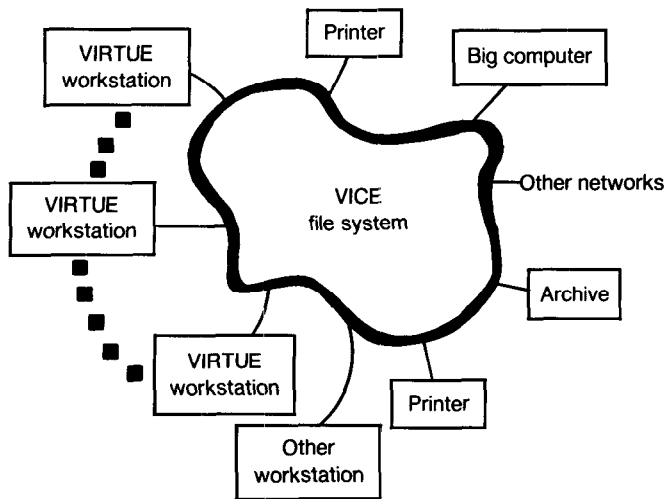 Printer
VIRTUE
workstation
Big computer
VIRTUE
workstation
VICE
file system
Other networks
Archive
VIRTUE
workstation
Printer
Other
workstation